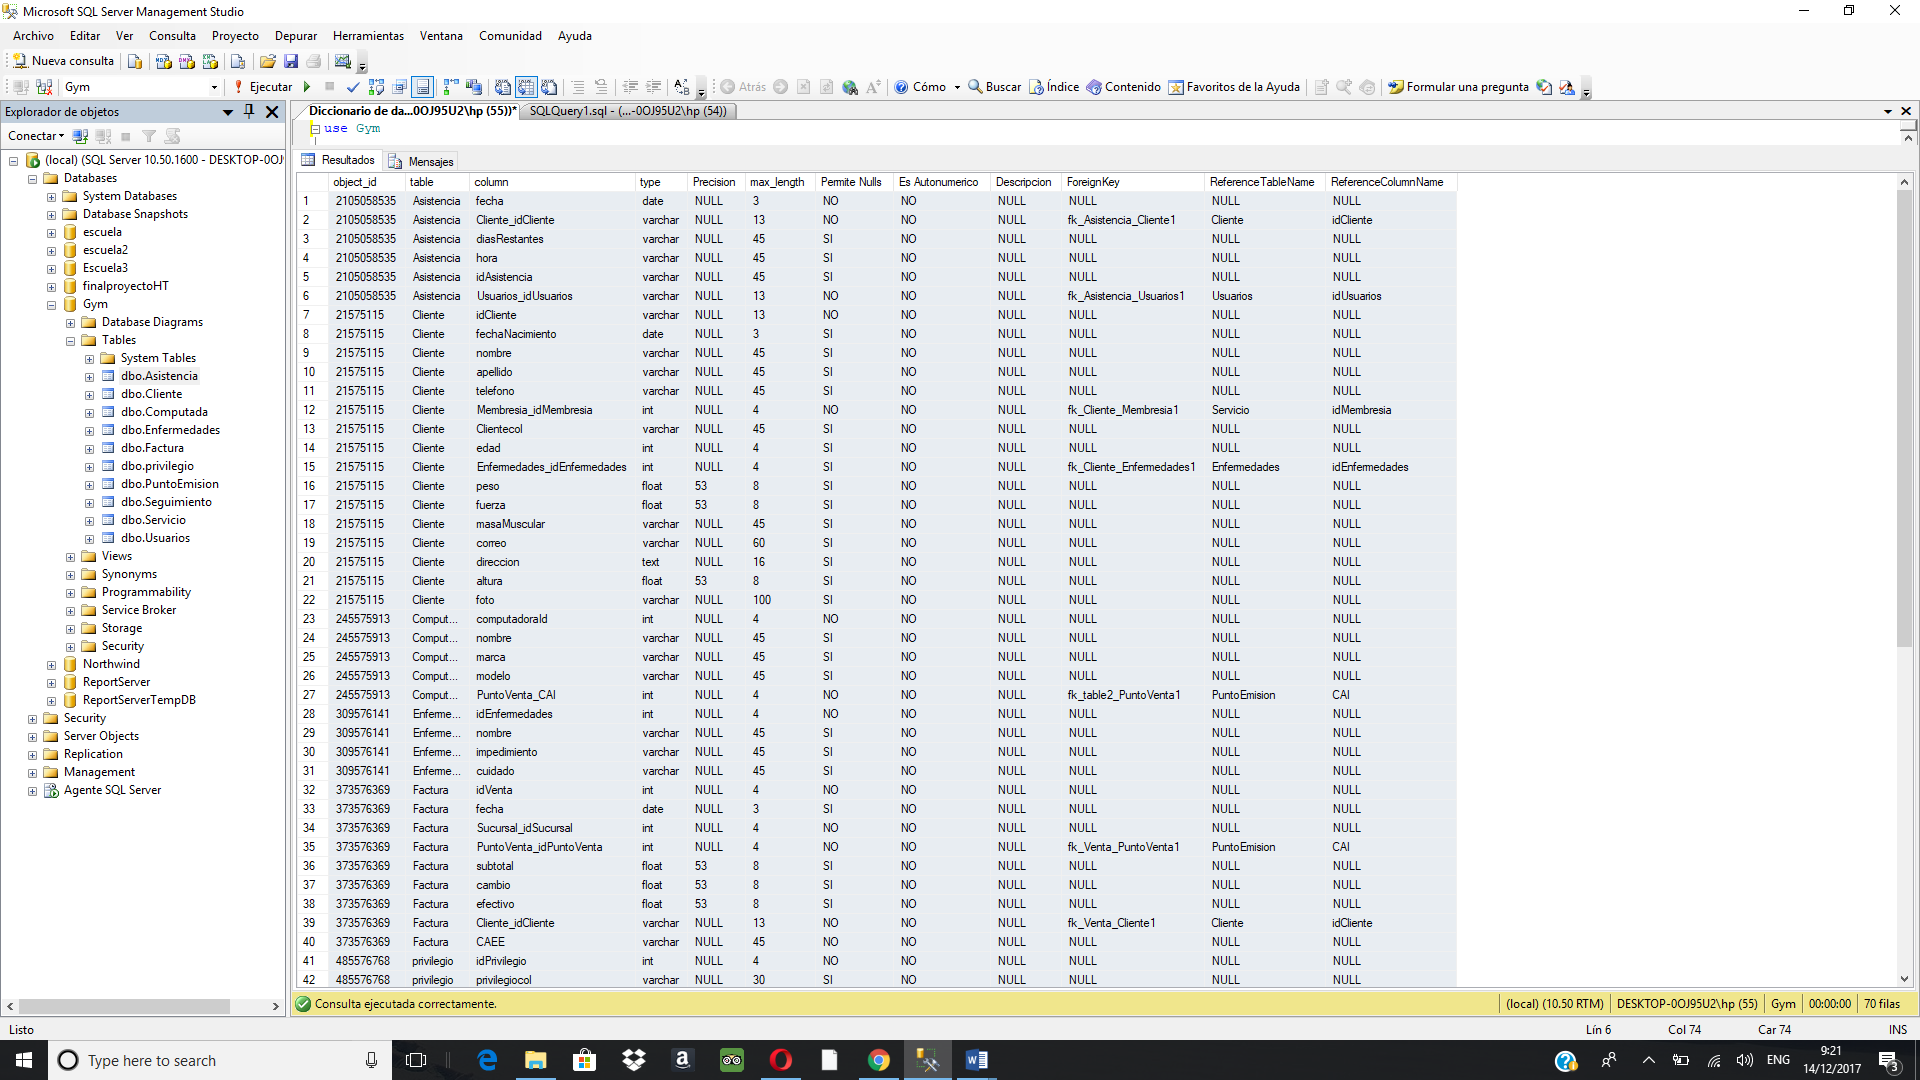 Microsoft SQL Server Management Studio
Archivo Editar Ver Consulta Proyecto Depurar Herramientas Ventana Comunidad Ayuda
Nueva consulta
Gym Ejecutar Atrás Cómo Buscar Índice Contenido Favoritos de la Ayuda Formular una pregunta
Explorador de objetos
Conectar
(local) (SQL Server 10.50.1600 - DESKTOP-0OJ
Databases
System Databases
Database Snapshots
escuela
escuela2
Escuela3
finalproyectoHT
Gym
Database Diagrams
Tables
System Tables
dbo.Asistencia
dbo.Cliente
dbo.Computada
dbo.Enfermedades
dbo.Factura
dbo.privilegio
dbo.PuntoEmision
dbo.Seguimiento
dbo.Servicio
dbo.Usuarios
Views
Synonyms
Programmability
Service Broker
Storage
Security
Northwind
ReportServer
ReportServerTempDB
Security
Server Objects
Replication
Management
Agente SQL Server
Diccionario de da...0OJ95U2\hp (55))* SQLQuery1.sql - (...-0OJ95U2\hp (54))
use Gym
Resultados Mensajes
object_id table column type Precision max_length Permite Nulls Es Autonumerico Descripcion ForeignKey ReferenceTableName ReferenceColumnName
1 2105058535 Asistencia fecha date NULL 3 NO NO NULL NULL NULL NULL
2 2105058535 Asistencia Cliente_idCliente varchar NULL 13 NO NO NULL fk_Asistencia_Cliente1 Cliente idCliente
3 2105058535 Asistencia diasRestantes varchar NULL 45 SI NO NULL NULL NULL NULL
4 2105058535 Asistencia hora varchar NULL 45 SI NO NULL NULL NULL NULL
5 2105058535 Asistencia idAsistencia varchar NULL 45 SI NO NULL NULL NULL NULL
6 2105058535 Asistencia Usuarios_idUsuarios varchar NULL 13 NO NO NULL fk_Asistencia_Usuarios1 Usuarios idUsuarios
7 21575115 Cliente idCliente varchar NULL 13 NO NO NULL NULL NULL NULL
8 21575115 Cliente fechaNacimiento date NULL 3 SI NO NULL NULL NULL NULL
9 21575115 Cliente nombre varchar NULL 45 SI NO NULL NULL NULL NULL
10 21575115 Cliente apellido varchar NULL 45 SI NO NULL NULL NULL NULL
11 21575115 Cliente telefono varchar NULL 45 SI NO NULL NULL NULL NULL
12 21575115 Cliente Membresia_idMembresia int NULL 4 NO NO NULL fk_Cliente_Membresia1 Servicio idMembresia
13 21575115 Cliente Clientecol varchar NULL 45 SI NO NULL NULL NULL NULL
14 21575115 Cliente edad int NULL 4 SI NO NULL NULL NULL NULL
15 21575115 Cliente Enfermedades_idEnfermedades int NULL 4 SI NO NULL fk_Cliente_Enfermedades1 Enfermedades idEnfermedades
16 21575115 Cliente peso float 53 8 SI NO NULL NULL NULL NULL
17 21575115 Cliente fuerza float 53 8 SI NO NULL NULL NULL NULL
18 21575115 Cliente masaMuscular varchar NULL 45 SI NO NULL NULL NULL NULL
19 21575115 Cliente correo varchar NULL 60 SI NO NULL NULL NULL NULL
20 21575115 Cliente direccion text NULL 16 SI NO NULL NULL NULL NULL
21 21575115 Cliente altura float 53 8 SI NO NULL NULL NULL NULL
22 21575115 Cliente foto varchar NULL 100 SI NO NULL NULL NULL NULL
23 245575913 Comput... computadoraId int NULL 4 NO NO NULL NULL NULL NULL
24 245575913 Comput... nombre varchar NULL 45 SI NO NULL NULL NULL NULL
25 245575913 Comput... marca varchar NULL 45 SI NO NULL NULL NULL NULL
26 245575913 Comput... modelo varchar NULL 45 SI NO NULL NULL NULL NULL
27 245575913 Comput... PuntoVenta_CAI int NULL 4 NO NO NULL fk_table2_PuntoVenta1 PuntoEmision CAI
28 309576141 Enferme... idEnfermedades int NULL 4 NO NO NULL NULL NULL NULL
29 309576141 Enferme... nombre varchar NULL 45 SI NO NULL NULL NULL NULL
30 309576141 Enferme... impedimiento varchar NULL 45 SI NO NULL NULL NULL NULL
31 309576141 Enferme... cuidado varchar NULL 45 SI NO NULL NULL NULL NULL
32 373576369 Factura idVenta int NULL 4 NO NO NULL NULL NULL NULL
33 373576369 Factura fecha date NULL 3 SI NO NULL NULL NULL NULL
34 373576369 Factura Sucursal_idSucursal int NULL 4 NO NO NULL NULL NULL NULL
35 373576369 Factura PuntoVenta_idPuntoVenta int NULL 4 NO NO NULL fk_Venta_PuntoVenta1 PuntoEmision CAI
36 373576369 Factura subtotal float 53 8 SI NO NULL NULL NULL NULL
37 373576369 Factura cambio float 53 8 SI NO NULL NULL NULL NULL
38 373576369 Factura efectivo float 53 8 SI NO NULL NULL NULL NULL
39 373576369 Factura Cliente_idCliente varchar NULL 13 NO NO NULL fk_Venta_Cliente1 Cliente idCliente
40 373576369 Factura CAEE varchar NULL 45 NO NO NULL NULL NULL NULL
41 485576768 privilegio idPrivilegio int NULL 4 NO NO NULL NULL NULL NULL
42 485576768 privilegio privilegiocol varchar NULL 30 SI NO NULL NULL NULL NULL
Consulta ejecutada correctamente. (local) (10.50 RTM) DESKTOP-0OJ95U2\hp (55) Gym 00:00:00 70 filas
Listo Lín 6 Col 74 Car 74 INS
Type here to search
ENG
9:21
14/12/2017
3